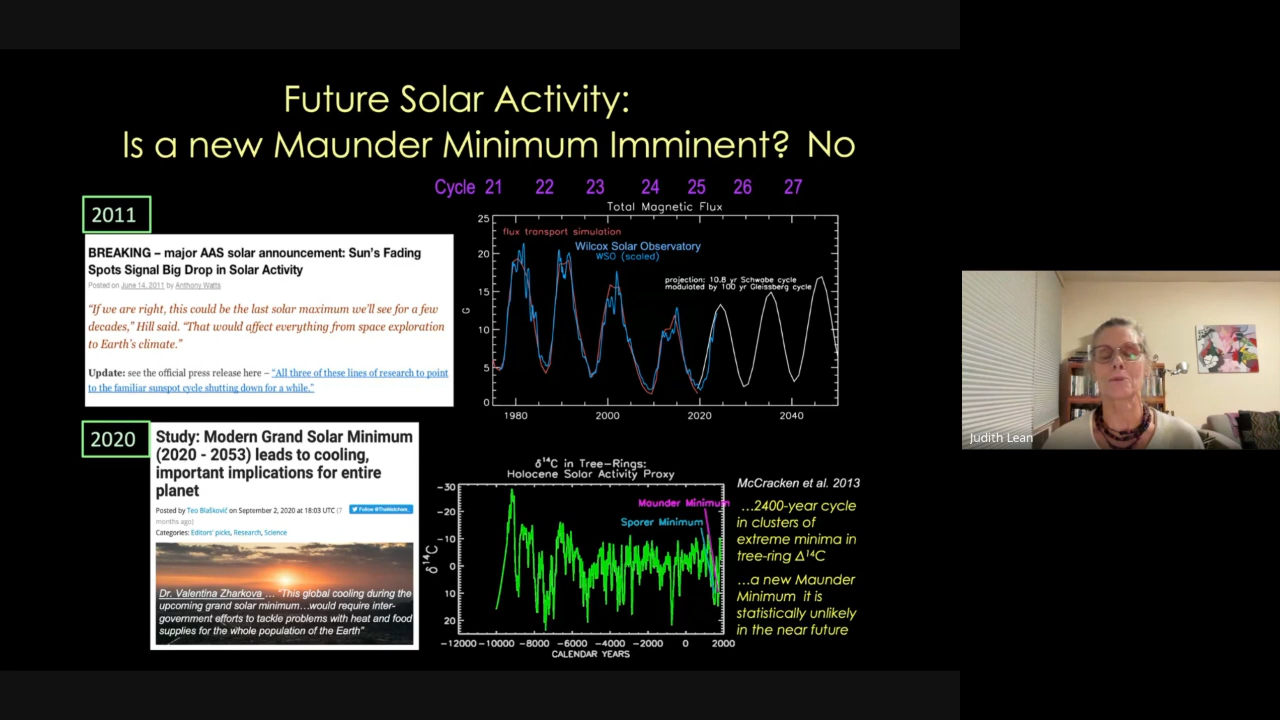 Future Solar Activity:
Is a new Maunder Minimum Imminent? No
2011
BREAKING – major AAS solar announcement: Sun's Fading
Spots Signal Big Drop in Solar Activity
Posted on June 14, 2011 by Anthony Watts
"If we are right, this could be the last solar maximum we'll see for a few
decades," Hill said. "That would affect everything from space exploration
to Earth's climate."
Update: see the official press release here – "All three of these lines of research to point
to the familiar sunspot cycle shutting down for a while."
Cycle 21 22 23 24 25 26 27
Total Magnetic Flux
flux transport simulation
Wilcox Solar Observatory
WSO (scaled)
projection: 10.8 yr Schwabe cycle
modulated by 100 yr Gleissberg cycle
G
25
20
15
10
5
0
1980 2000 2020 2040
2020
Study: Modern Grand Solar Minimum
(2020 - 2053) leads to cooling,
important implications for entire
planet
Posted by Teo Blašković on September 2, 2020 at 18:03 UTC (7
months ago)
Follow @TheWatchers_
Categories: Editors' picks, Research, Science
Dr. Valentina Zharkova ... "This global cooling during the
upcoming grand solar minimum…would require inter-
government efforts to tackle problems with heat and food
supplies for the whole population of the Earth"
δ¹⁴C in Tree-Rings:
Holocene Solar Activity Proxy
Maunder Minimum
Sporer Minimum
δ¹⁴C
-30
-20
-10
0
10
20
-12000 -10000 -8000 -6000 -4000 -2000 0 2000
CALENDAR YEARS
McCracken et al. 2013
…2400-year cycle
in clusters of
extreme minima in
tree-ring Δ¹⁴C
…a new Maunder
Minimum it is
statistically unlikely
in the near future
Judith Lean